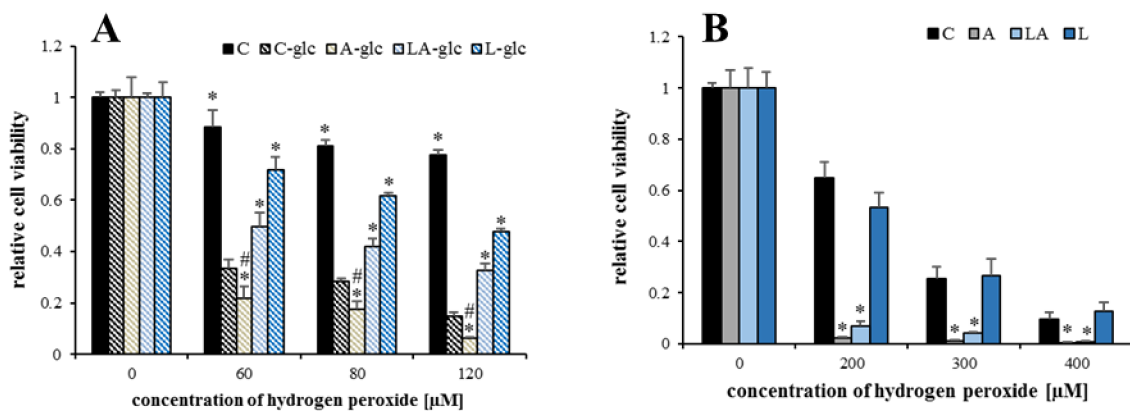 A
C C-glc A-glc LA-glc L-glc
relative cell viability
1.2
1
0.8
0.6
0.4
0.2
0
* * *
* * *
* * *
# # #
* * *
0 60 80 120
concentration of hydrogen peroxide [µM]
B
C A LA L
relative cell viability
1.2
1
0.8
0.6
0.4
0.2
0
* * * * * *
0 200 300 400
concentration of hydrogen peroxide [µM]